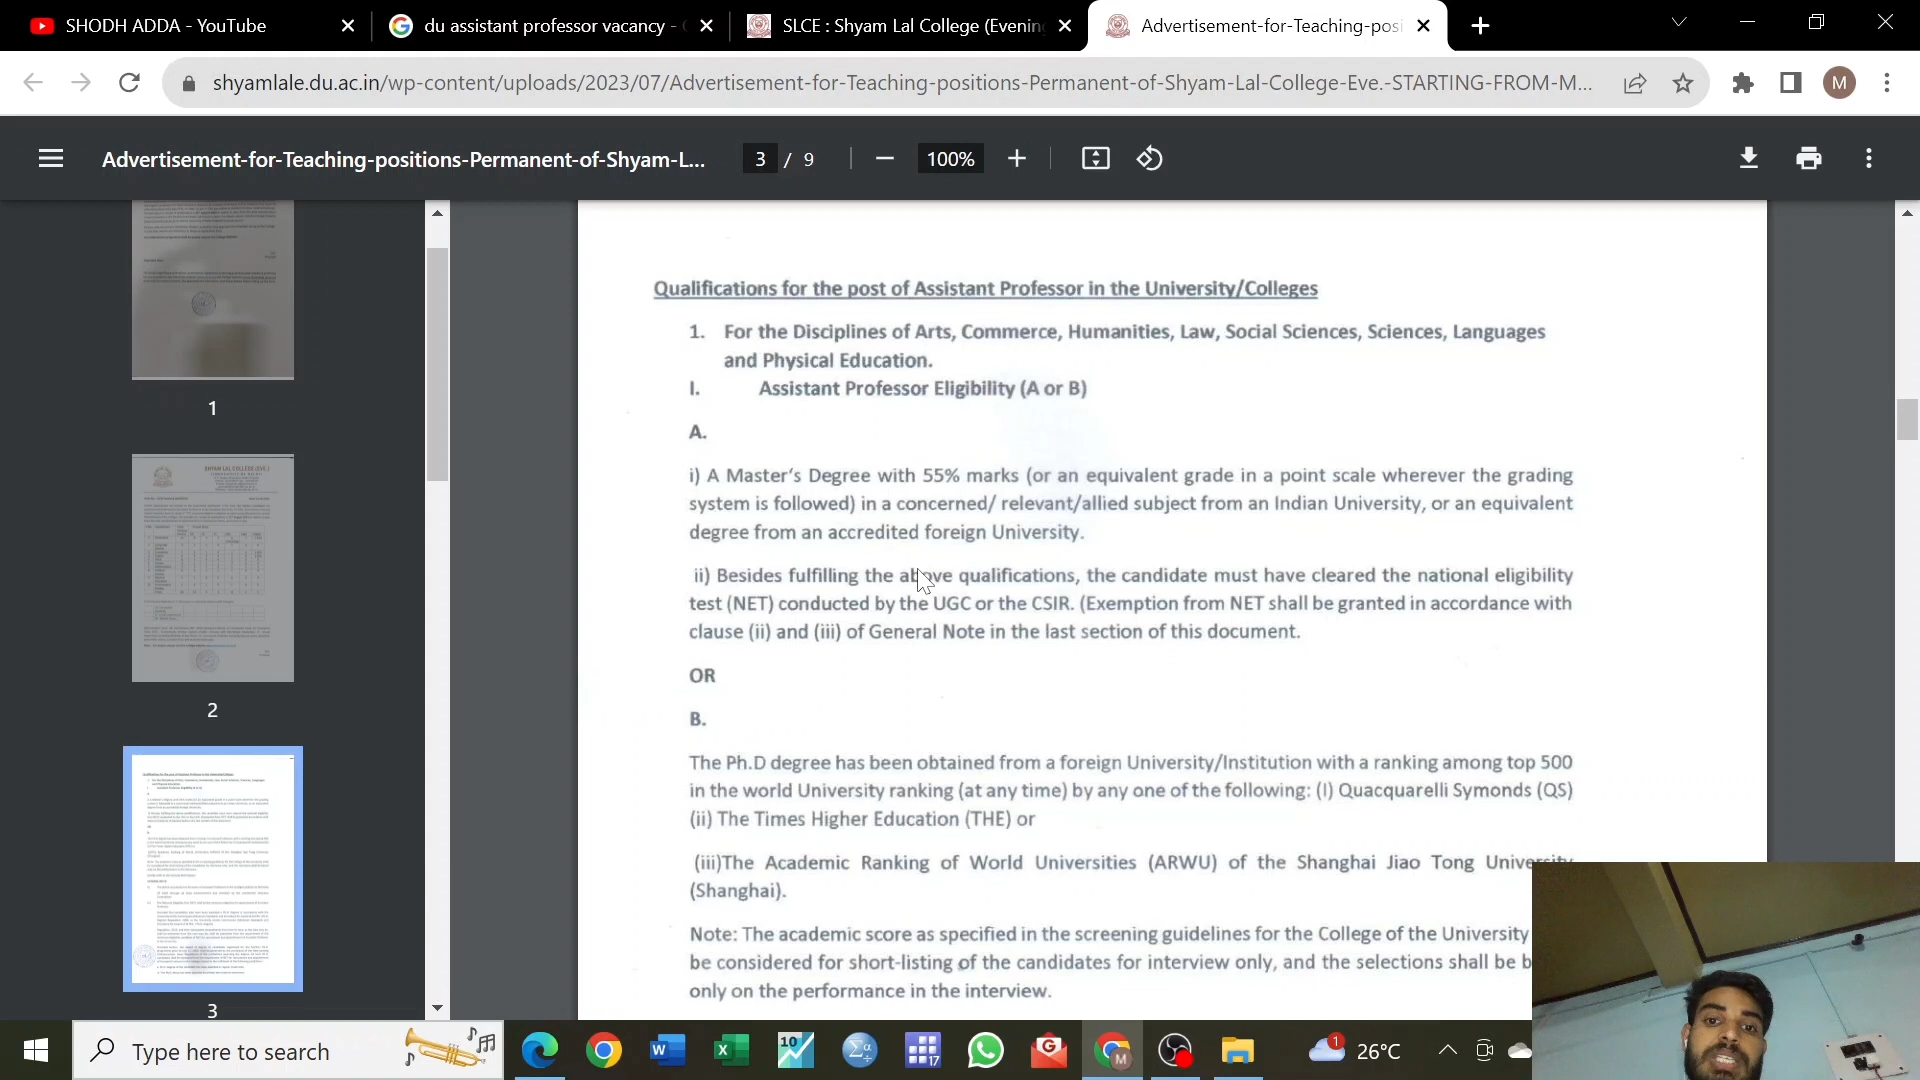 SHODH ADDA - YouTube
du assistant professor vacancy -
SLCE : Shyam Lal College (Evening
Advertisement-for-Teaching-posi
shyamlale.du.ac.in/wp-content/uploads/2023/07/Advertisement-for-Teaching-positions-Permanent-of-Shyam-Lal-College-Eve.-STARTING-FROM-M...
M
Advertisement-for-Teaching-positions-Permanent-of-Shyam-L...
3 / 9
100%
1
SHYAM LAL COLLEGE (EVE.)
2
3
Qualifications for the post of Assistant Professor in the University/Colleges
1. For the Disciplines of Arts, Commerce, Humanities, Law, Social Sciences, Sciences, Languages
and Physical Education.
I. Assistant Professor Eligibility (A or B)
A.
i) A Master's Degree with 55% marks (or an equivalent grade in a point scale wherever the grading
system is followed) in a concerned/ relevant/allied subject from an Indian University, or an equivalent
degree from an accredited foreign University.
ii) Besides fulfilling the above qualifications, the candidate must have cleared the national eligibility
test (NET) conducted by the UGC or the CSIR. (Exemption from NET shall be granted in accordance with
clause (ii) and (iii) of General Note in the last section of this document.
OR
B.
The Ph.D degree has been obtained from a foreign University/Institution with a ranking among top 500
in the world University ranking (at any time) by any one of the following: (I) Quacquarelli Symonds (QS)
(ii) The Times Higher Education (THE) or
(iii)The Academic Ranking of World Universities (ARWU) of the Shanghai Jiao Tong University
(Shanghai).
Note: The academic score as specified in the screening guidelines for the College of the University
be considered for short-listing of the candidates for interview only, and the selections shall be b
only on the performance in the interview.
Type here to search
W
X
10
Σα
17
G
M
1
26°C